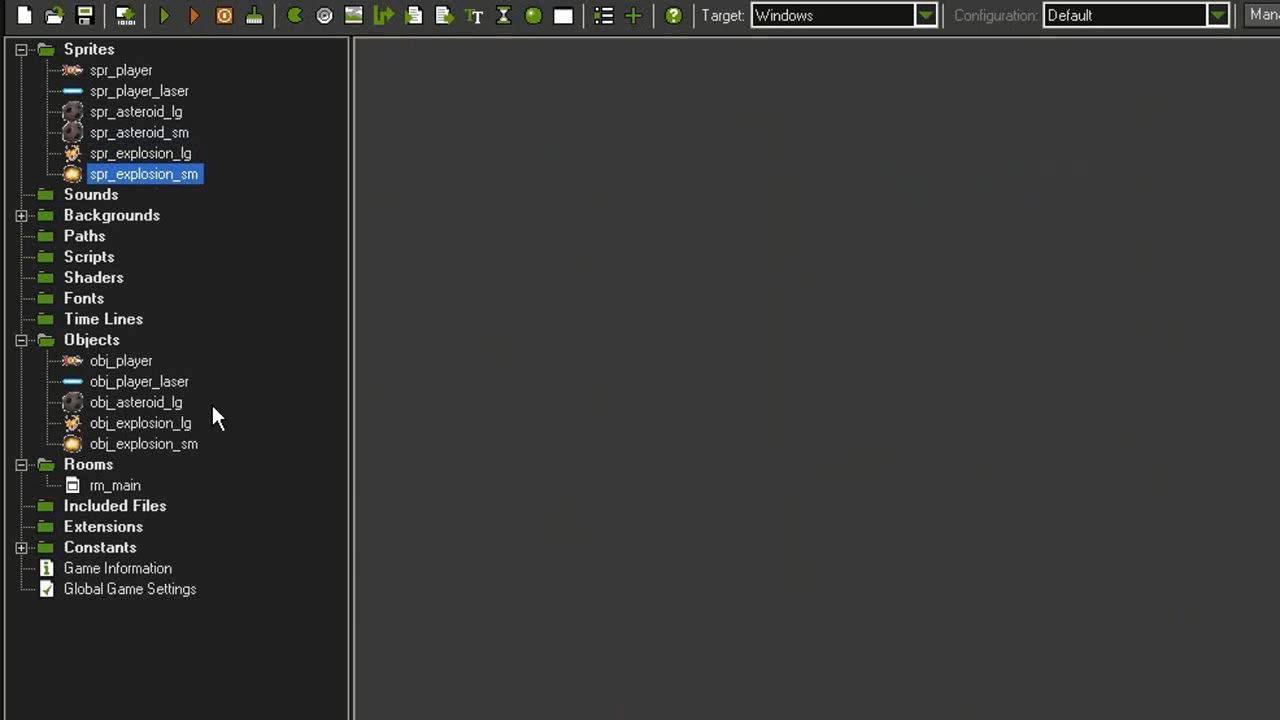 Target: Windows Configuration: Default Man
Sprites
spr_player
spr_player_laser
spr_asteroid_lg
spr_asteroid_sm
spr_explosion_lg
spr_explosion_sm
Sounds
Backgrounds
Paths
Scripts
Shaders
Fonts
Time Lines
Objects
obj_player
obj_player_laser
obj_asteroid_lg
obj_explosion_lg
obj_explosion_sm
Rooms
rm_main
Included Files
Extensions
Constants
Game Information
Global Game Settings